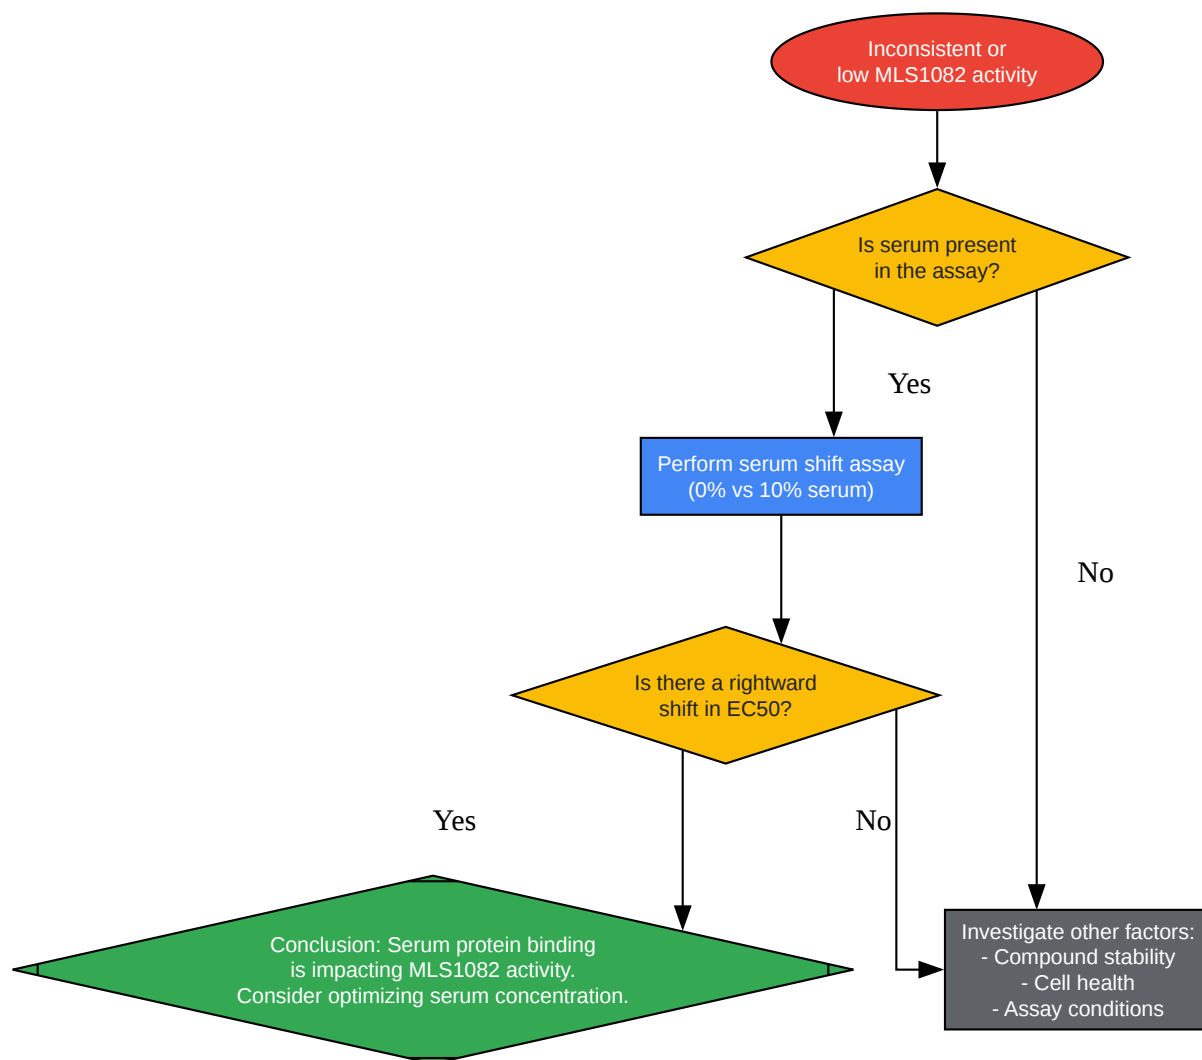 Inconsistent or
low MLS1082 activity
Is serum present
in the assay?
Yes
Perform serum shift assay
(0% vs 10% serum)
No
Is there a rightward
shift in EC50?
Yes
No
Conclusion: Serum protein binding
is impacting MLS1082 activity.
Consider optimizing serum concentration.
Investigate other factors:
- Compound stability
- Cell health
- Assay conditions